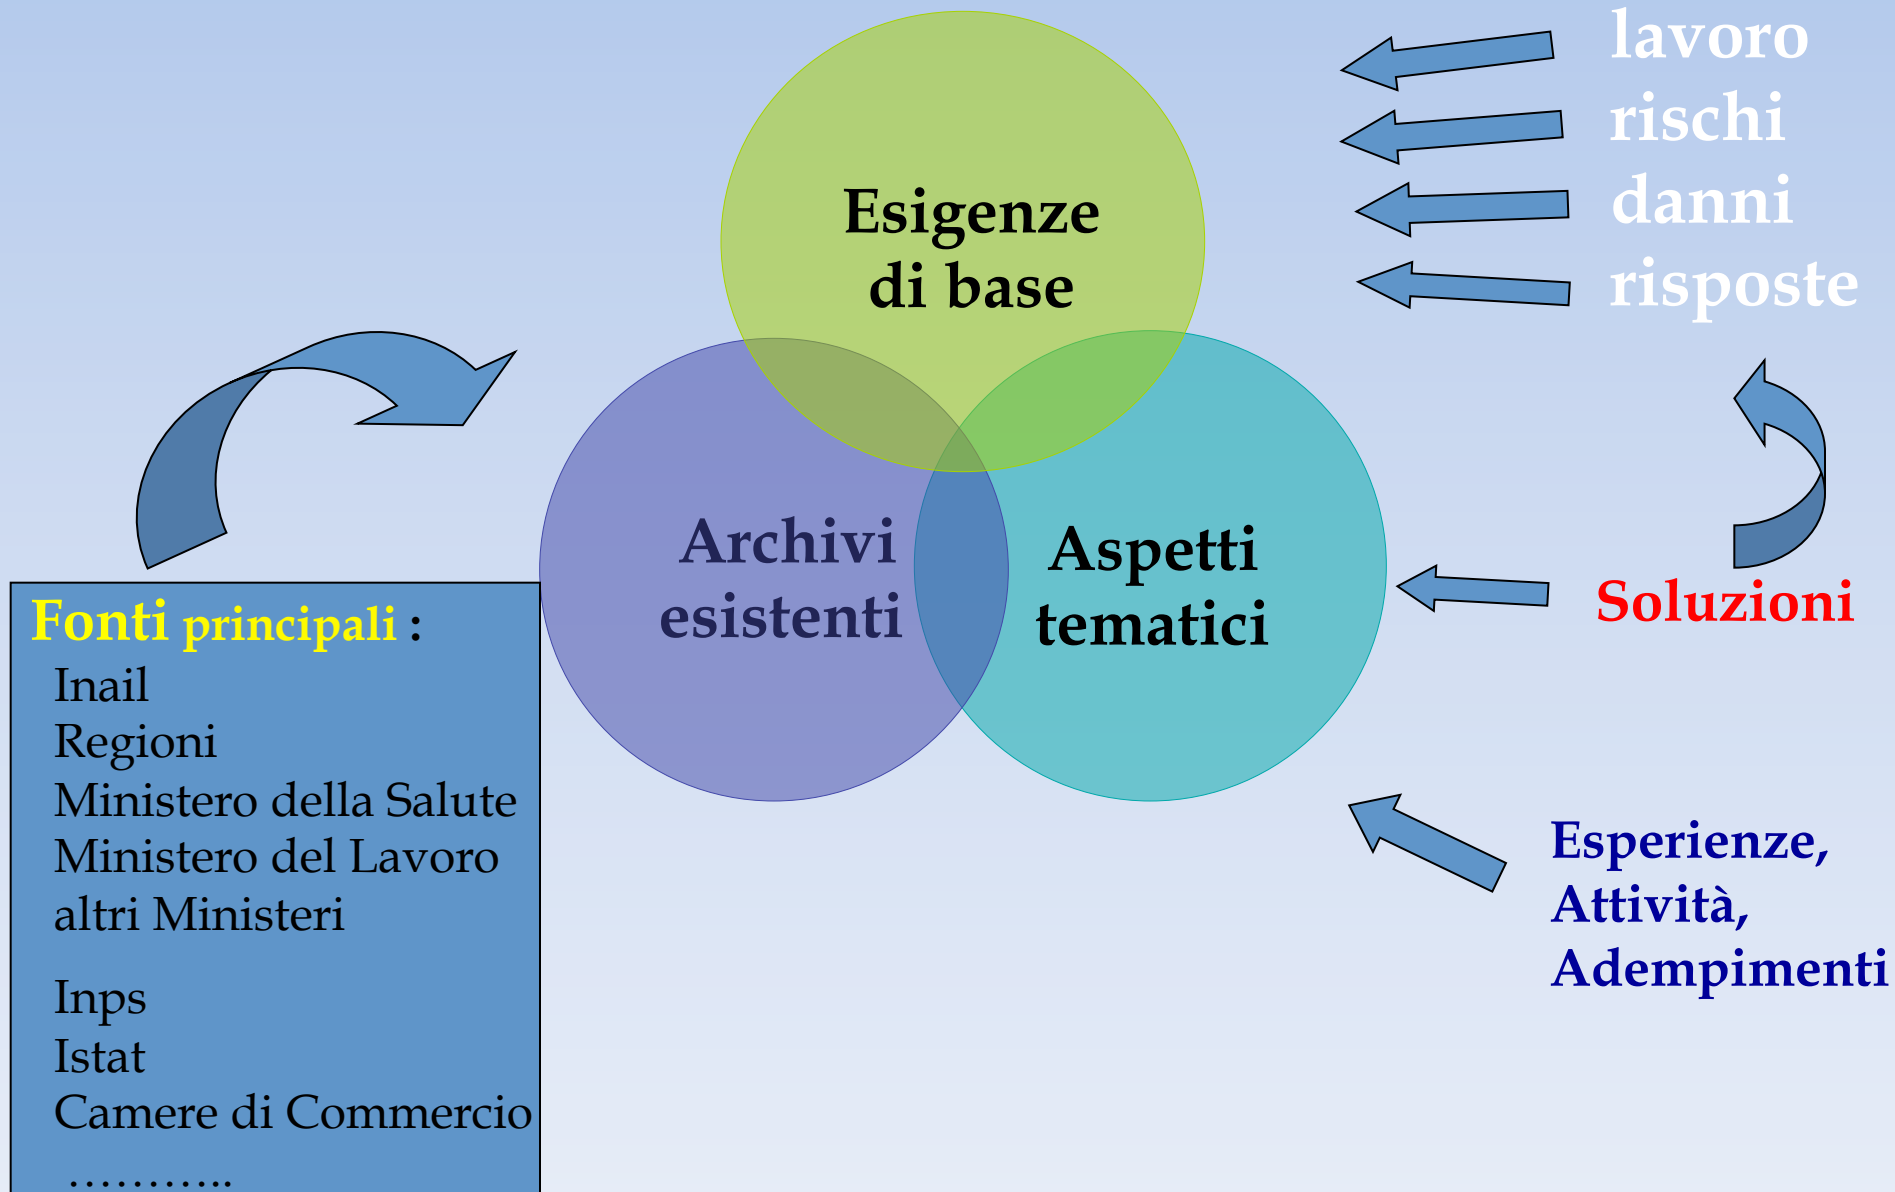 lavoro
rischi
danni
risposte
Esigenze
di base
Archivi
esistenti
Aspetti
tematici
Soluzioni
Esperienze,
Attività,
Adempimenti
Fonti principali :
Inail
Regioni
Ministero della Salute
Ministero del Lavoro
altri Ministeri
Inps
Istat
Camere di Commercio
………..